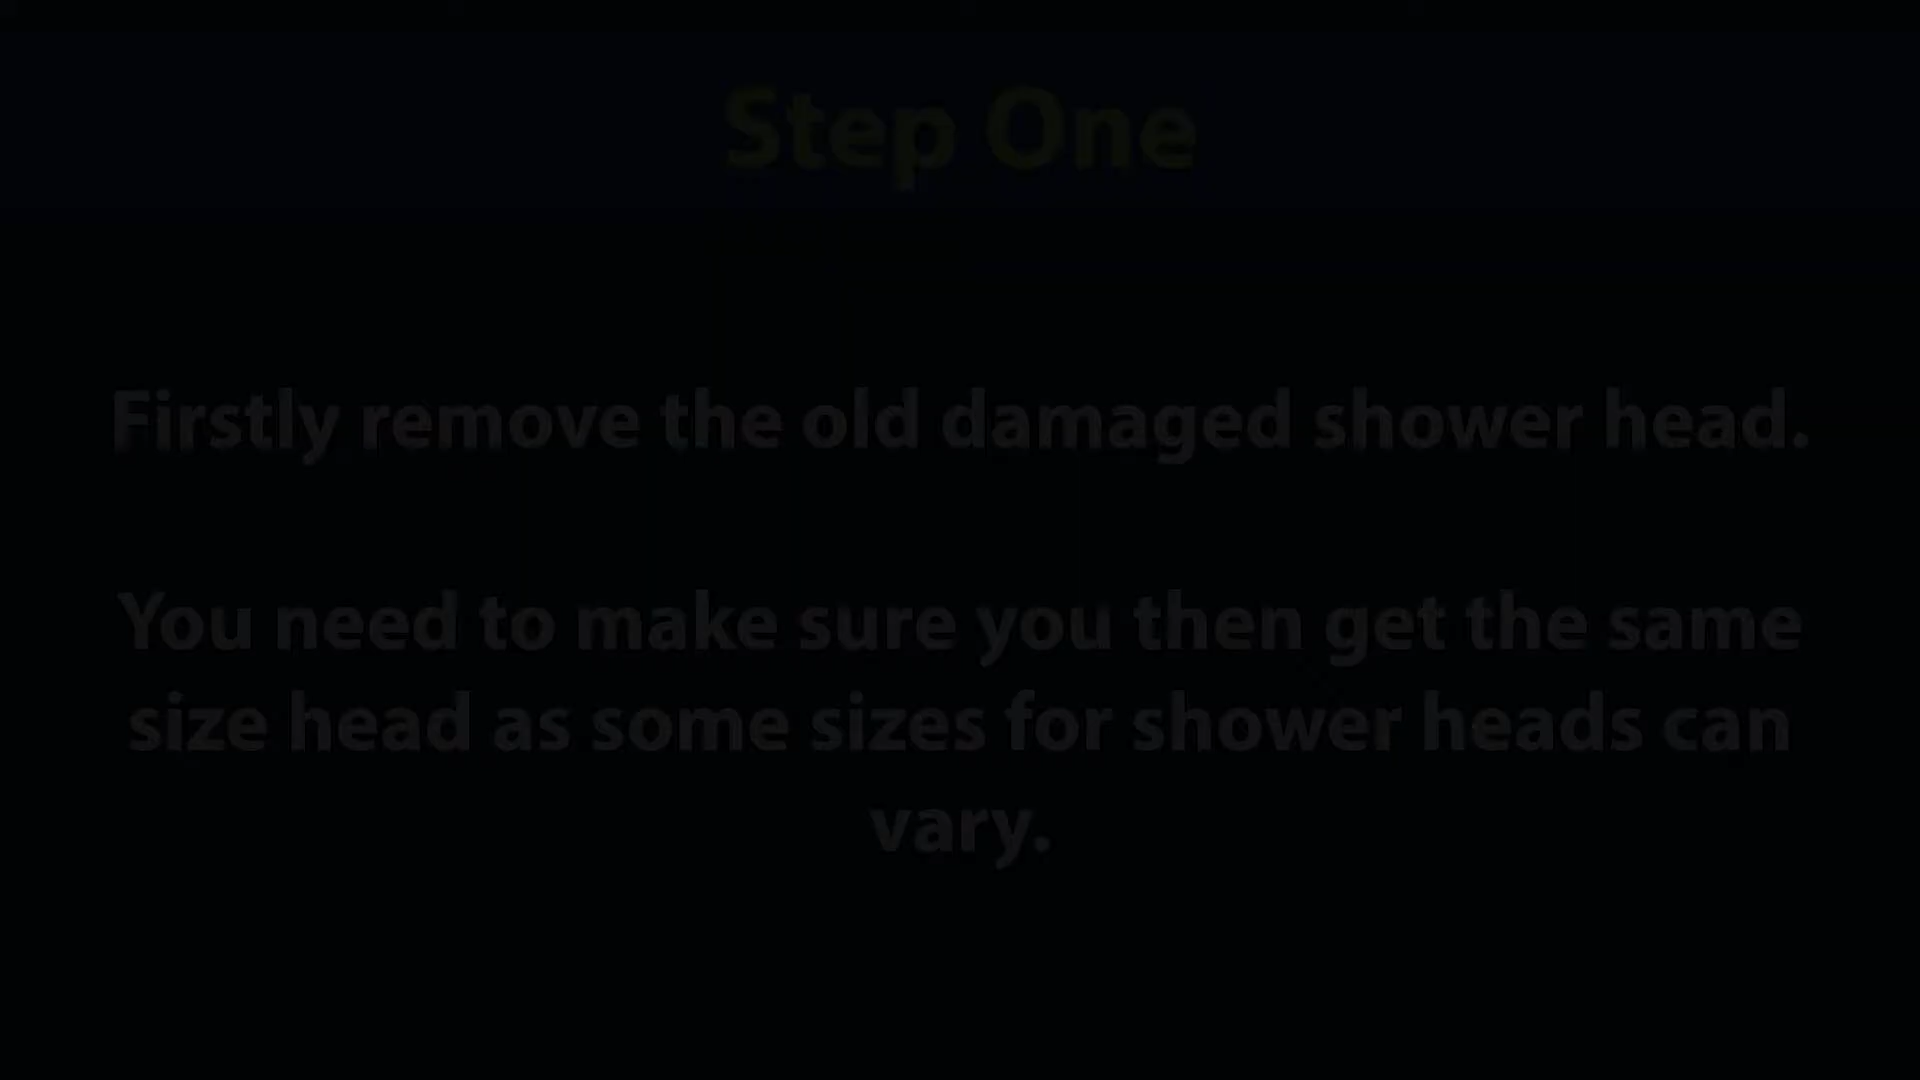 Step One
Firstly remove the old damaged shower head.
You need to make sure you then get the same
size head as some sizes for shower heads can
vary.